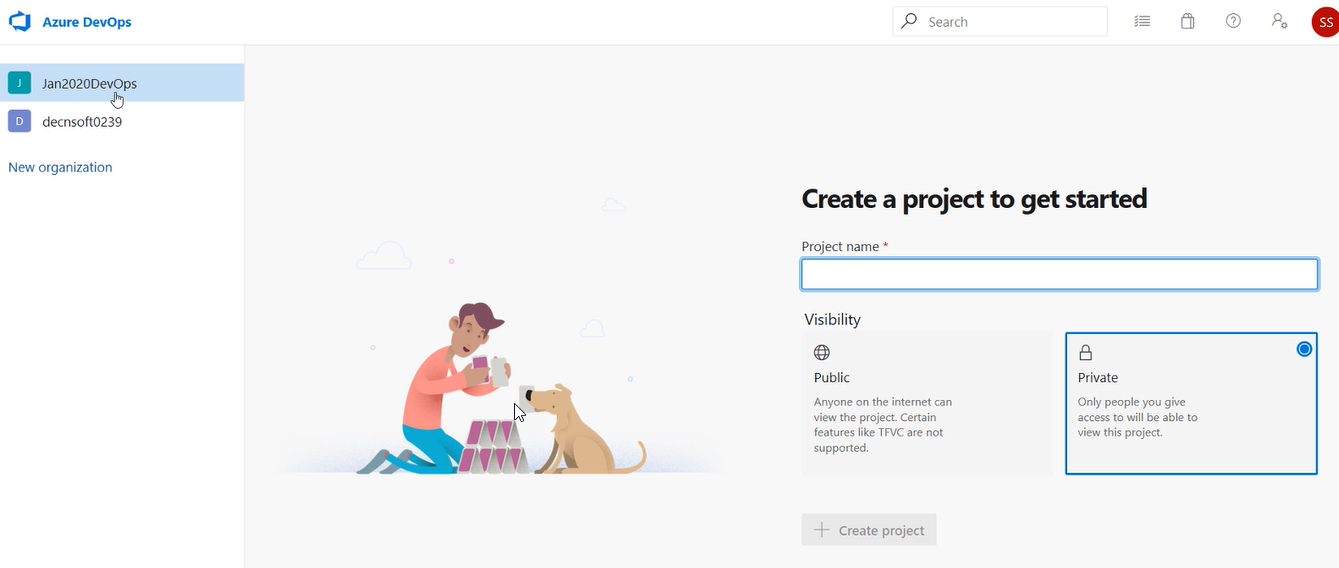 Azure DevOps
Search
SS
J
Jan2020DevOps
D
decnsoft0239
New organization
Create a project to get started
Project name *
Visibility
Public
Anyone on the internet can
view the project. Certain
features like TFVC are not
supported.
Private
Only people you give
access to will be able to
view this project.
Create project